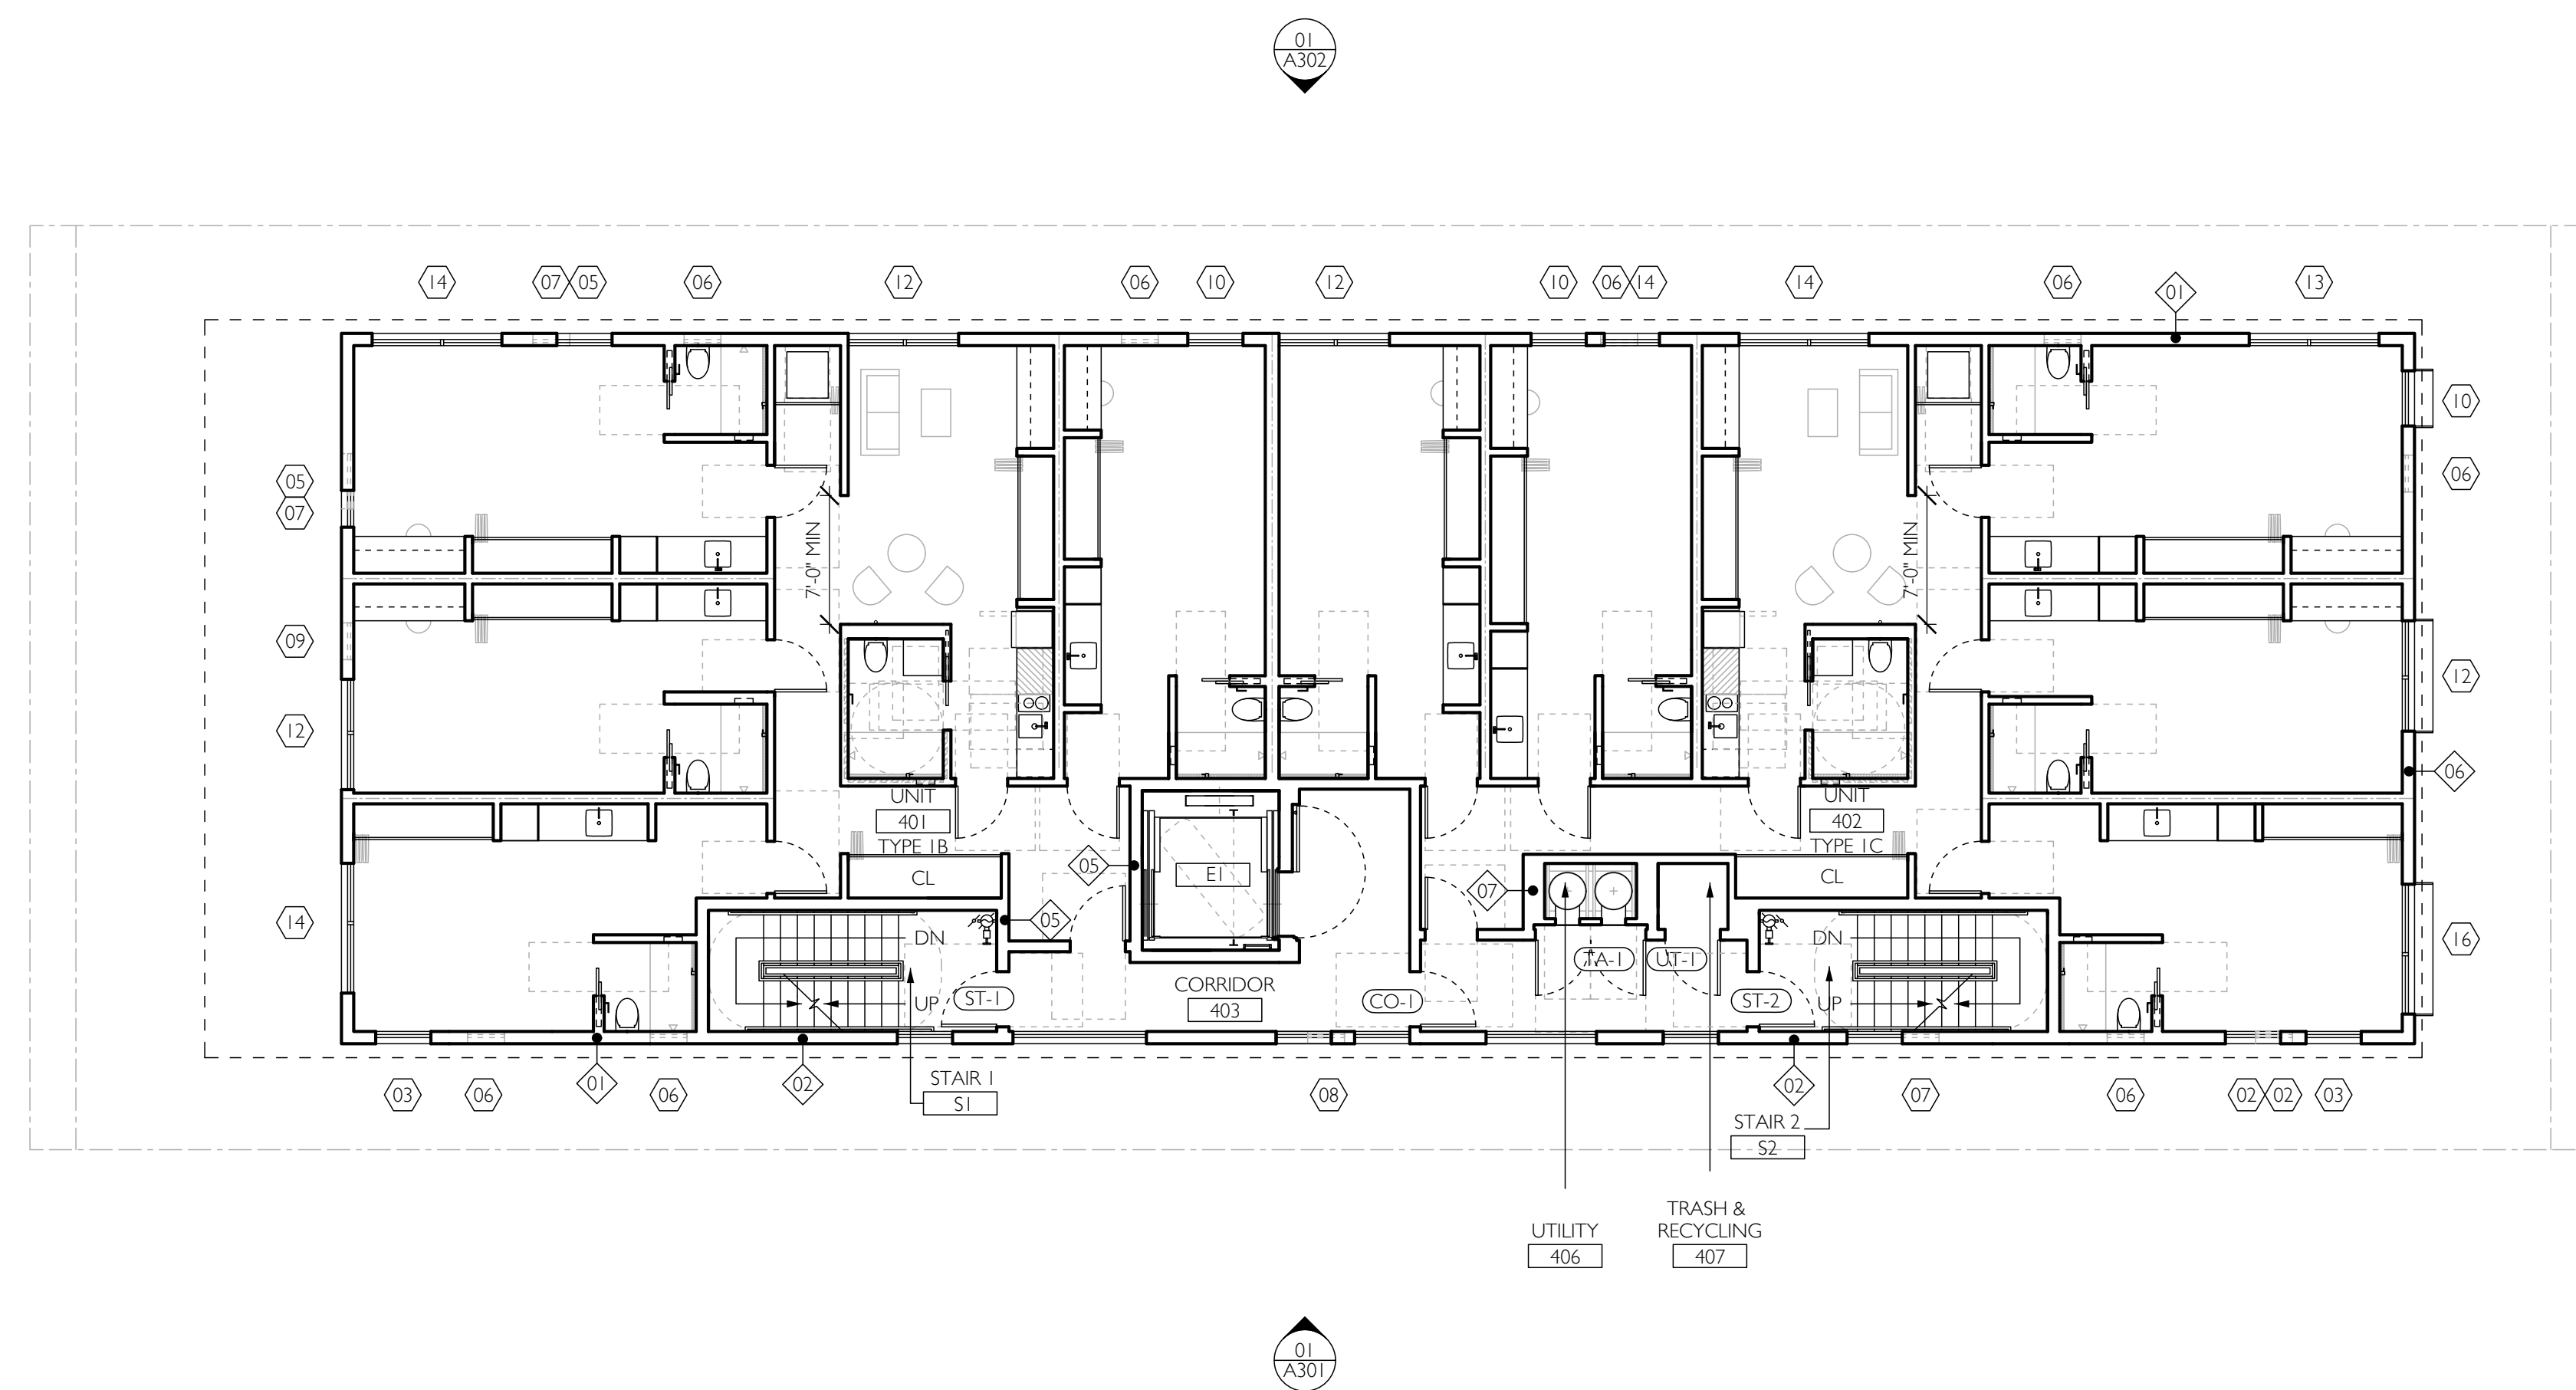 01
A302
14
07
05
06
12
06
10
12
10
06
14
14
06
01
13
10
05
06
07
7'-0" MIN
7'-0" MIN
09
12
12
06
UNIT
401
TYPE 1B
UNIT
402
TYPE 1C
05
E1
07
CL
CL
14
05
DN
DN
16
TA-1
UT-1
CORRIDOR
403
UP
ST-1
CO-1
ST-2
UP
03
06
01
06
02
STAIR 1
S1
08
02
07
06
02
02
03
STAIR 2
S2
UTILITY
406
TRASH &
RECYCLING
407
01
A301